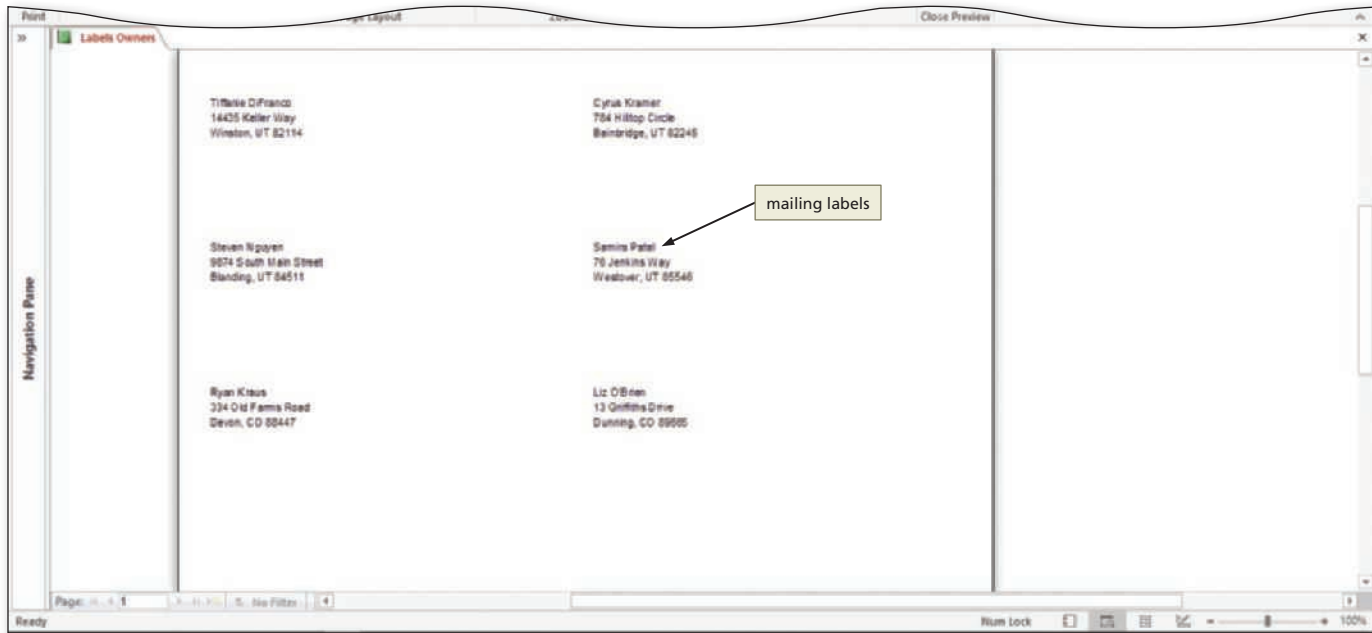 Print
Close Preview
Labels Owners
Tiffanie DiFranco
14435 Keller Way
Winston, UT 82114
Cyrus Kramer
784 Hilltop Circle
Bainbridge, UT 82246
mailing labels
Steven Nguyen
9874 South Main Street
Blanding, UT 84511
Samira Patel
76 Jenkins Way
Westover, UT 85546
Ryan Kraus
334 Old Farms Road
Devon, CO 88447
Liz O'Brien
13 Griffiths Drive
Dunning, CO 89865
Navigation Pane
Page: 1
No Filter
Ready
Num Lock
100%